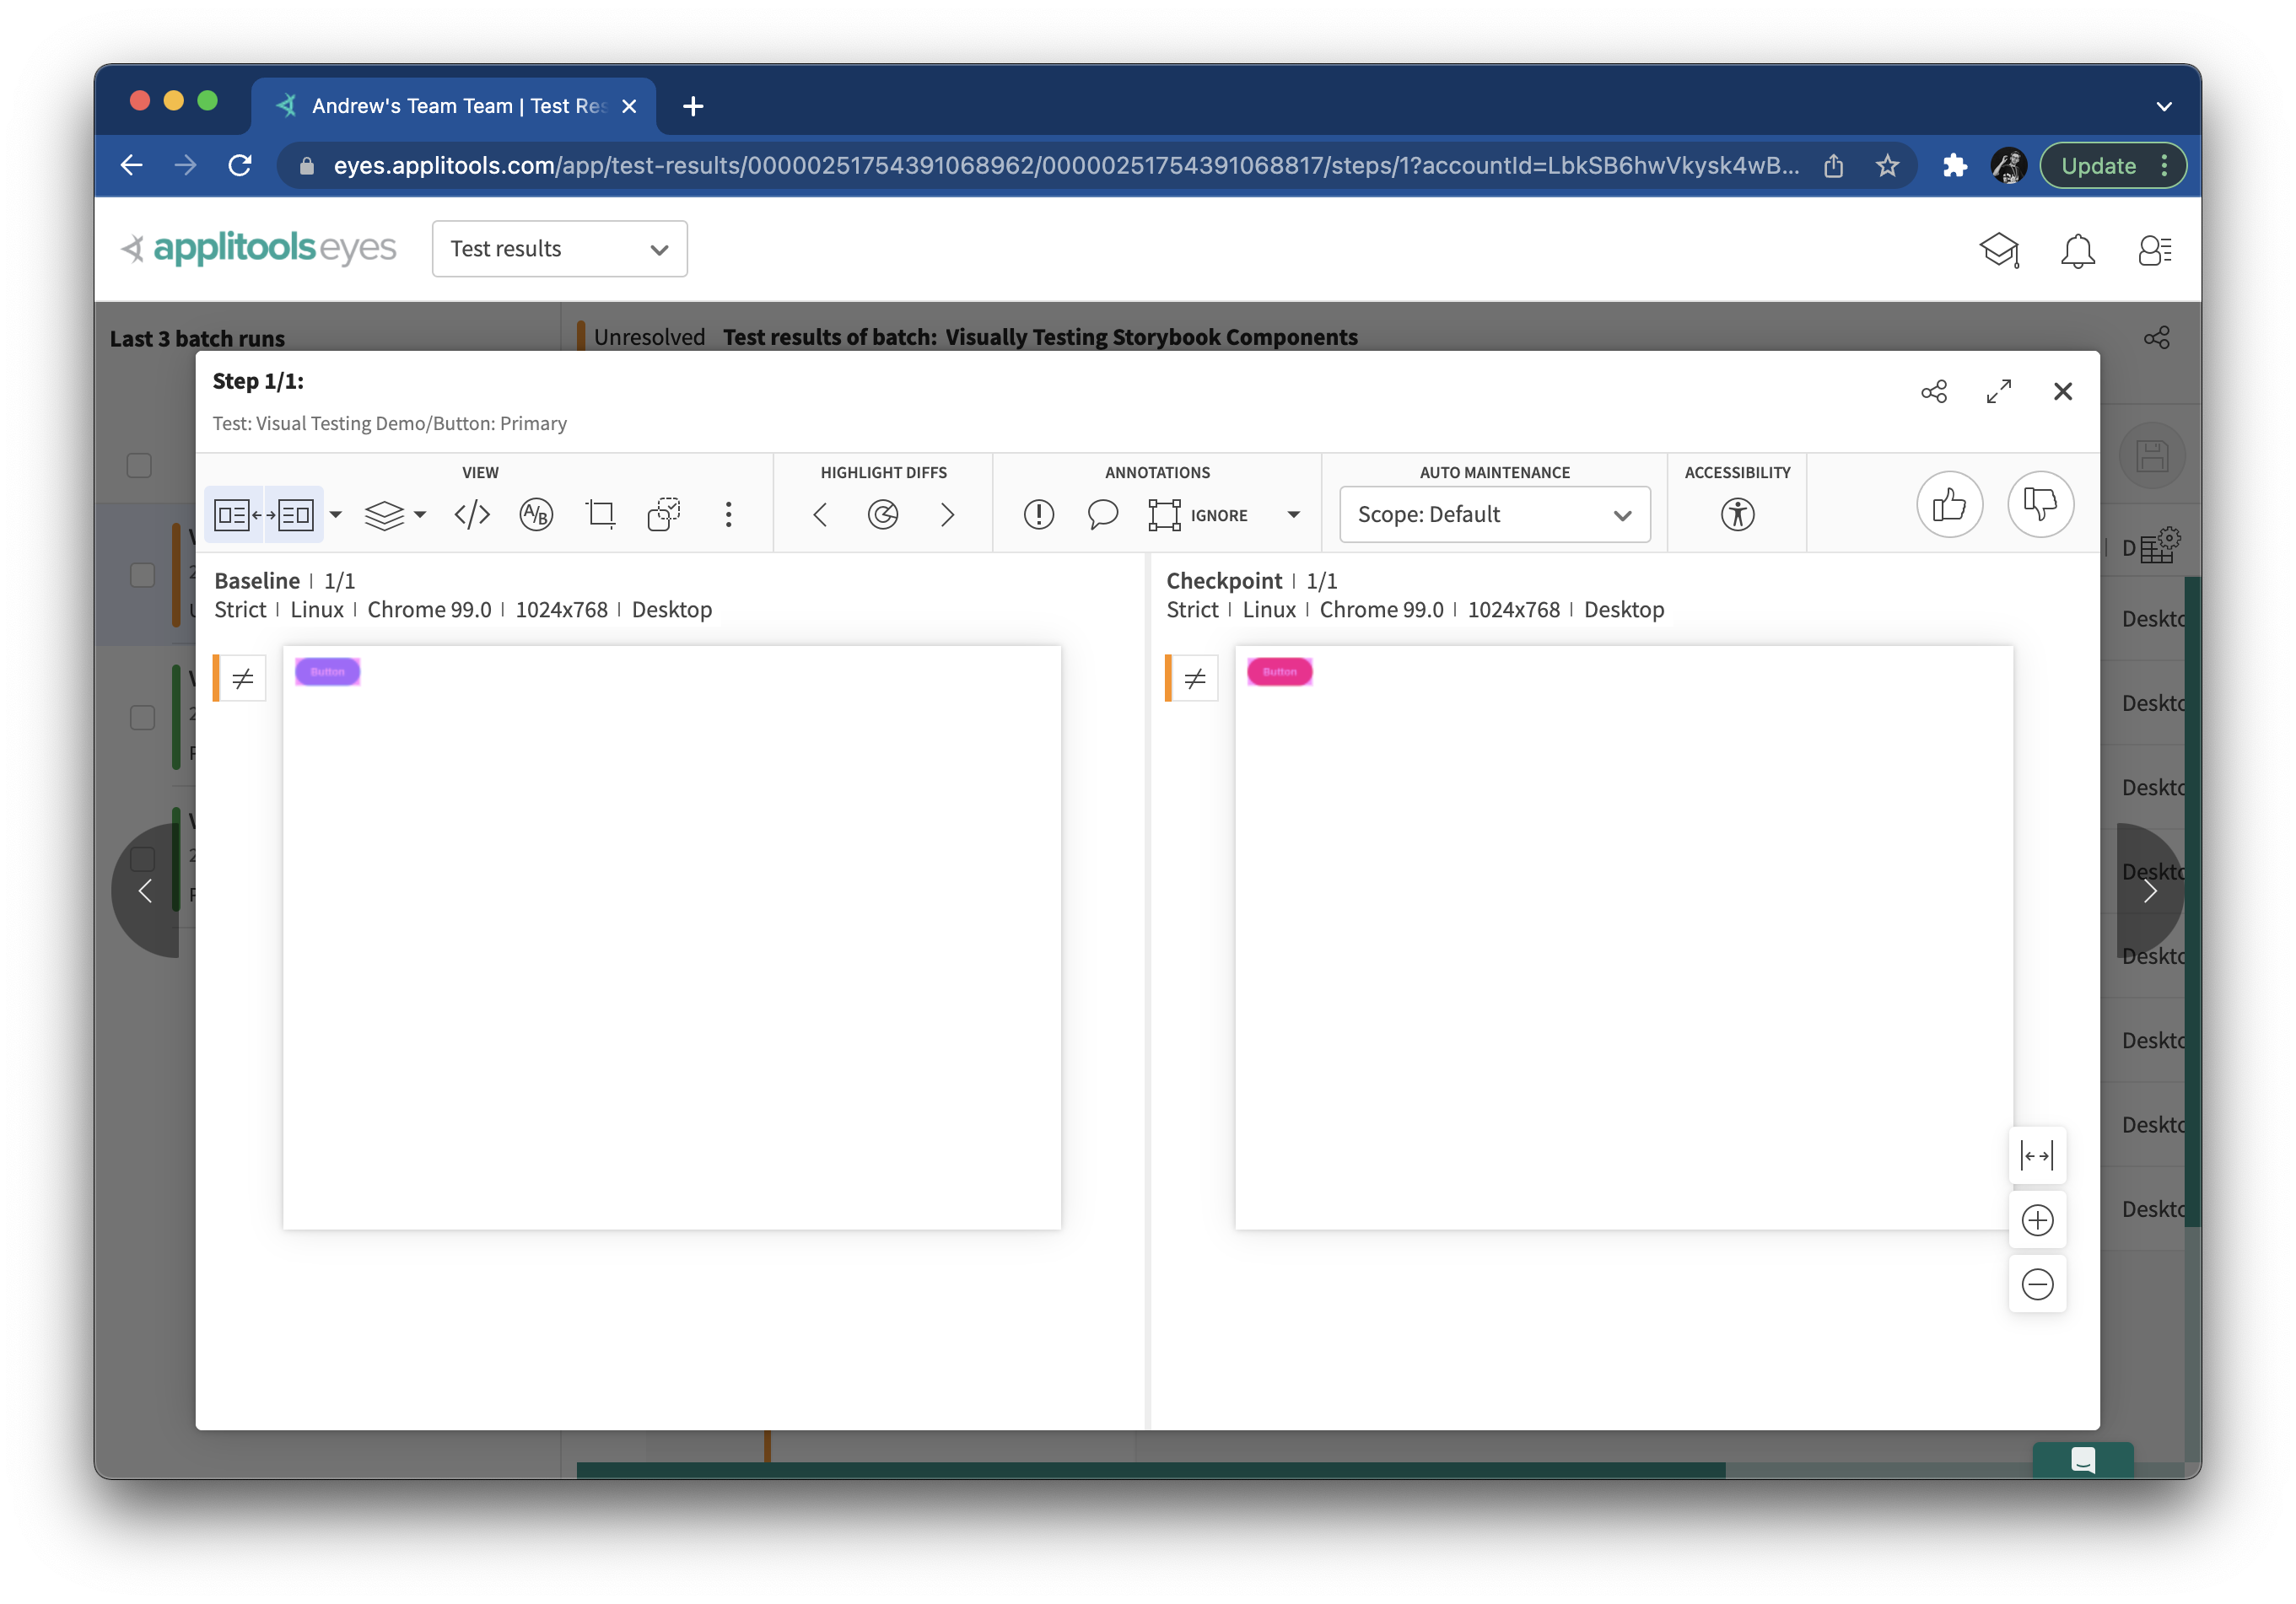 Andrew's Team Team | Test Res
eyes.applitools.com/app/test-results/00000251754391068962/00000251754391068817/steps/1?accountId=LbkSB6hwVkysk4wB...
Update
applitools eyes
Test results
Last 3 batch runs
Unresolved Test results of batch: Visually Testing Storybook Components
Step 1/1:
Test: Visual Testing Demo/Button: Primary
VIEW
HIGHLIGHT DIFFS
ANNOTATIONS
AUTO MAINTENANCE
ACCESSIBILITY
A/B
IGNORE
Scope: Default
Baseline | 1/1
Strict | Linux | Chrome 99.0 | 1024x768 | Desktop
Button
Checkpoint | 1/1
Strict | Linux | Chrome 99.0 | 1024x768 | Desktop
Button
D
Deskto
Deskto
Deskto
Deskto
Deskto
Deskto
Deskto
Deskto